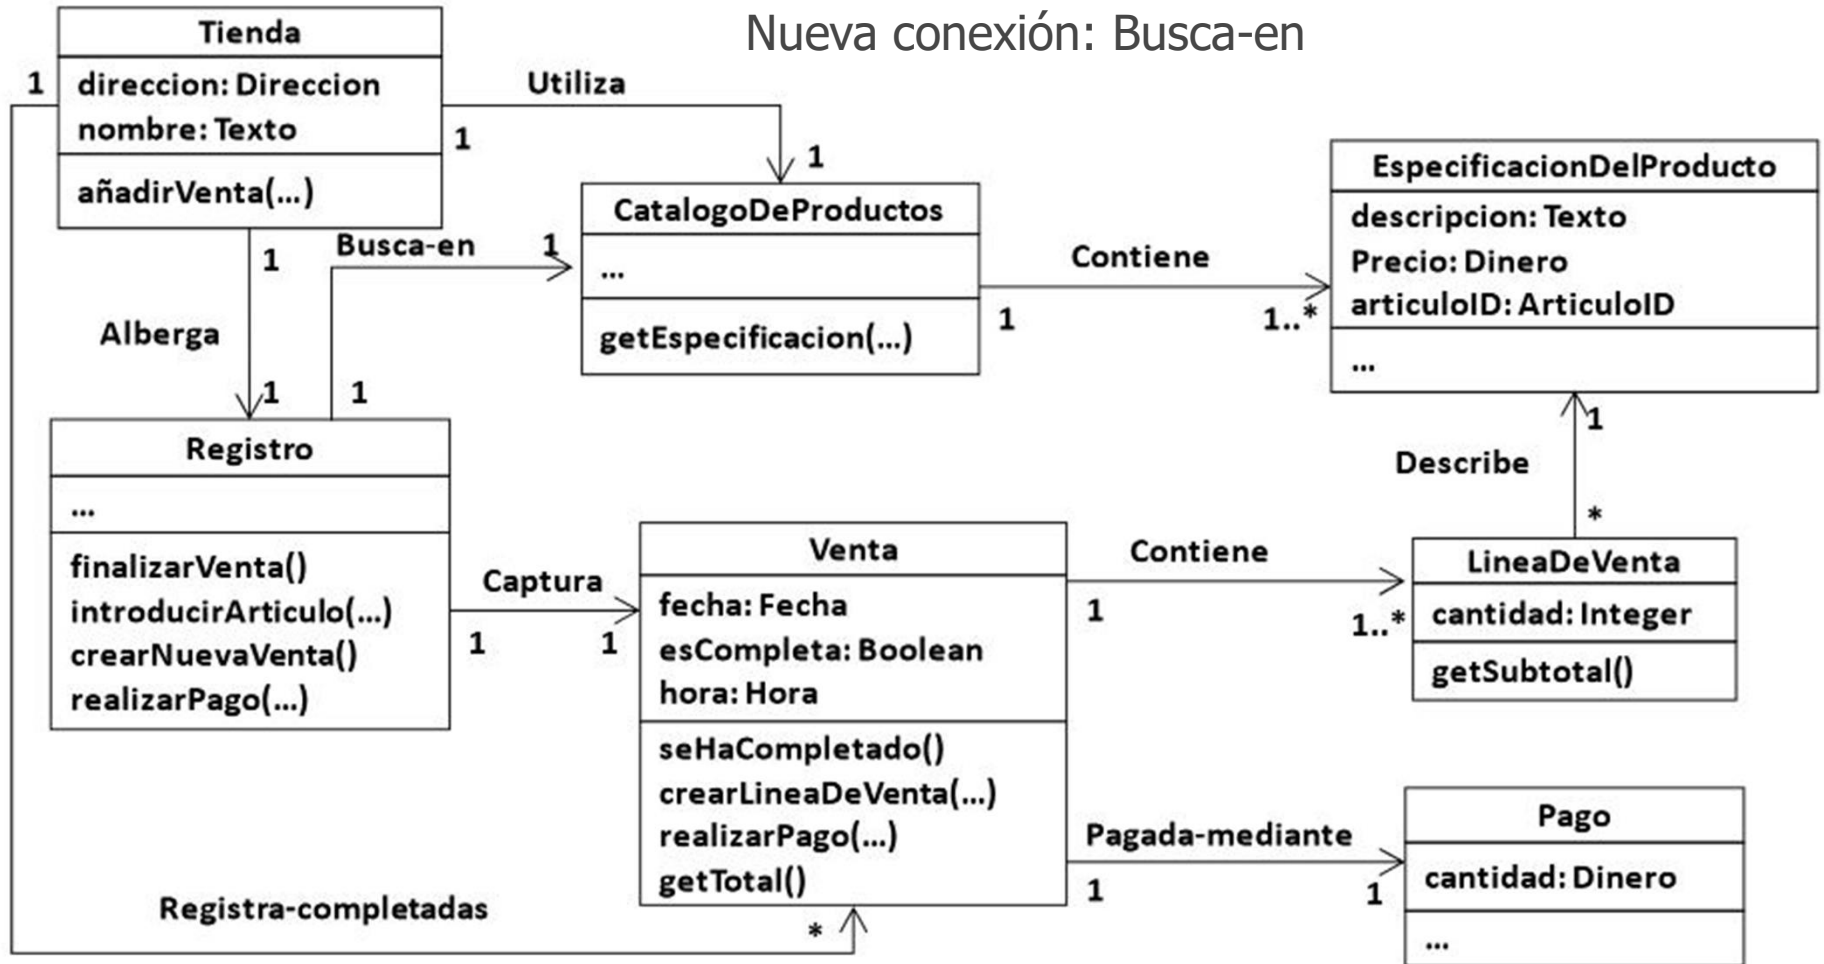 Nueva conexión: Busca-en
Tienda
direccion: Direccion
nombre: Texto
añadirVenta(...)
1
Utiliza
1
1
CatalogoDeProductos
...
getEspecificacion(...)
EspecificacionDelProducto
descripcion: Texto
Precio: Dinero
articuloID: ArticuloID
...
Contiene
1
1..*
1
Busca-en
1
Alberga
1
1
Registro
...
finalizarVenta()
introducirArticulo(...)
crearNuevaVenta()
realizarPago(...)
Captura
1
1
Venta
fecha: Fecha
esCompleta: Boolean
hora: Hora
seHaCompletado()
crearLineaDeVenta(...)
realizarPago(...)
getTotal()
1
Describe
*
Contiene
1
1..*
LineaDeVenta
cantidad: Integer
getSubtotal()
Pagada-mediante
1
1
Pago
cantidad: Dinero
...
Registra-completadas
*